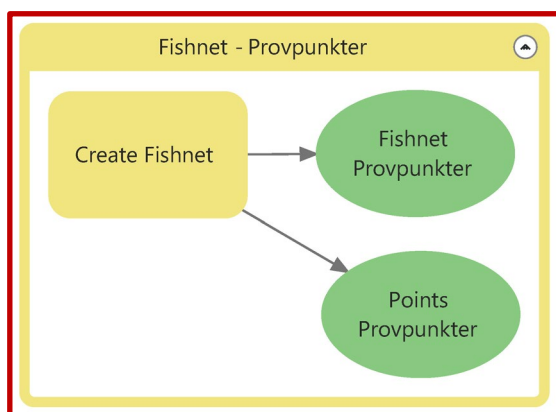 Fishnet - Provpunkter
Create Fishnet
Fishnet
Provpunkter
Points
Provpunkter